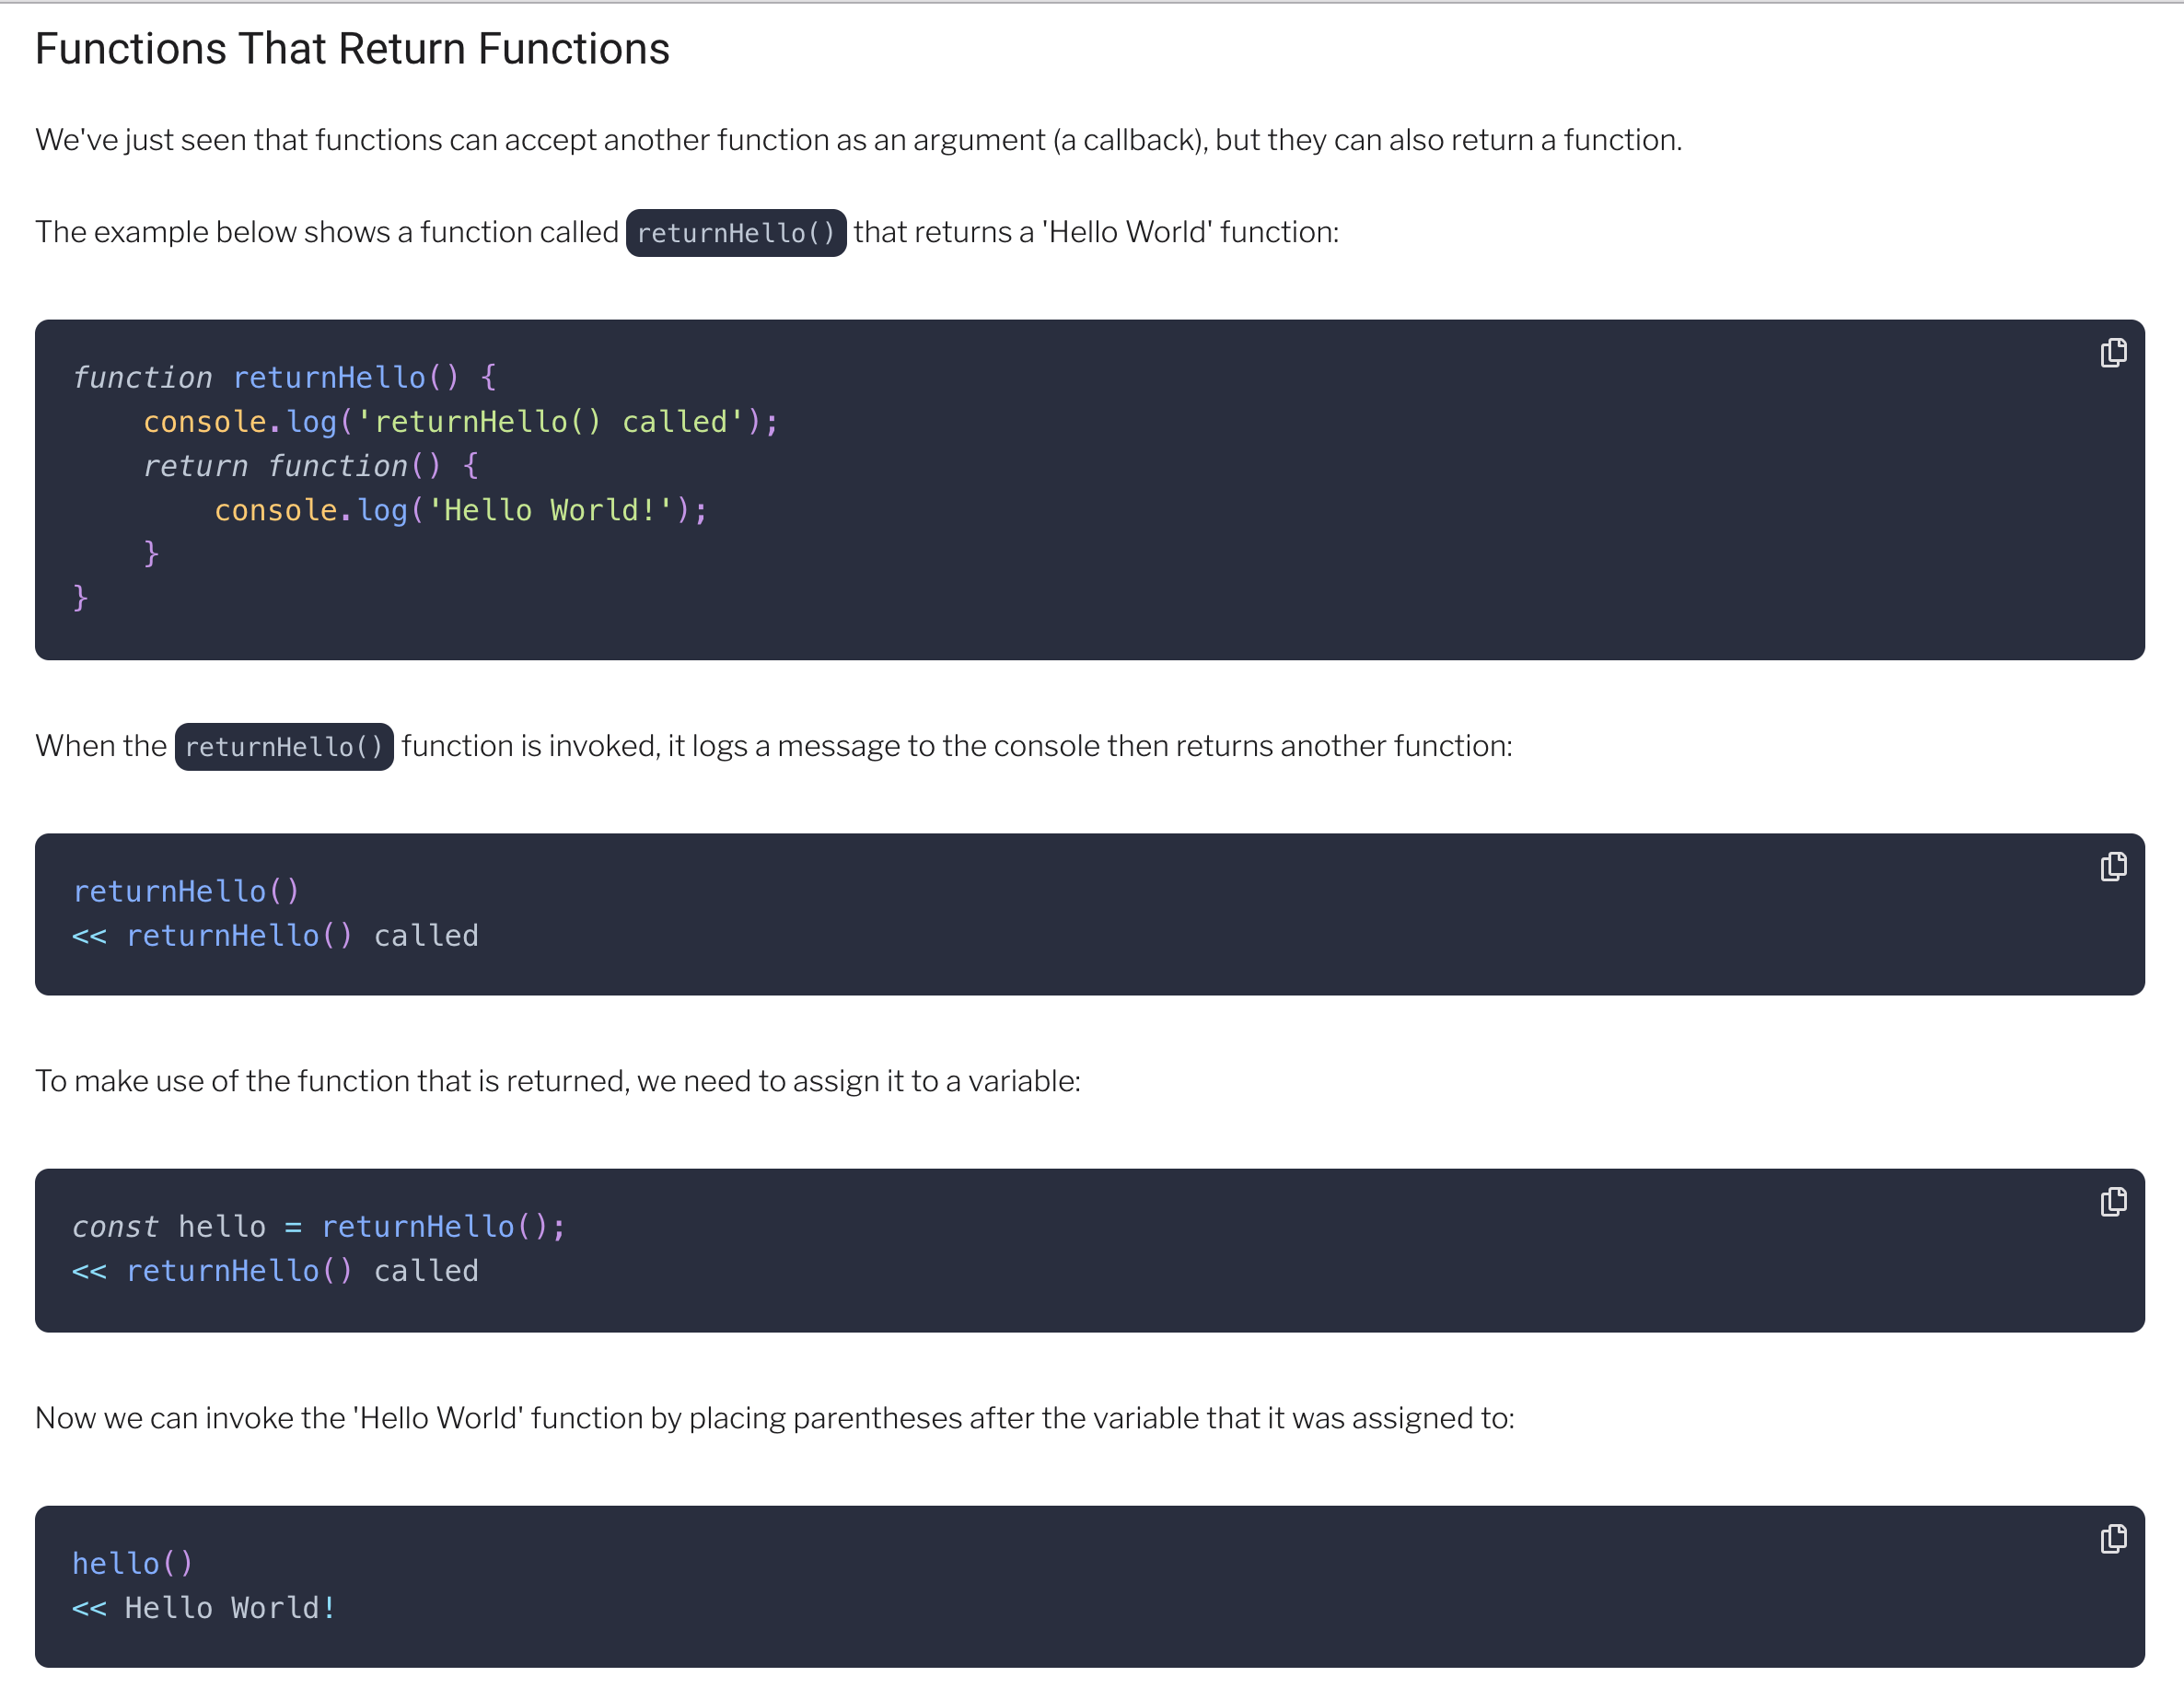 Functions That Return Functions
We've just seen that functions can accept another function as an argument (a callback), but they can also return a function.
The example below shows a function called returnHello() that returns a 'Hello World' function:
function returnHello() {
    console.log('returnHello() called');
    return function() {
        console.log('Hello World!');
    }
}
When the returnHello() function is invoked, it logs a message to the console then returns another function:
returnHello()
<< returnHello() called
To make use of the function that is returned, we need to assign it to a variable:
const hello = returnHello();
<< returnHello() called
Now we can invoke the 'Hello World' function by placing parentheses after the variable that it was assigned to:
hello()
<< Hello World!